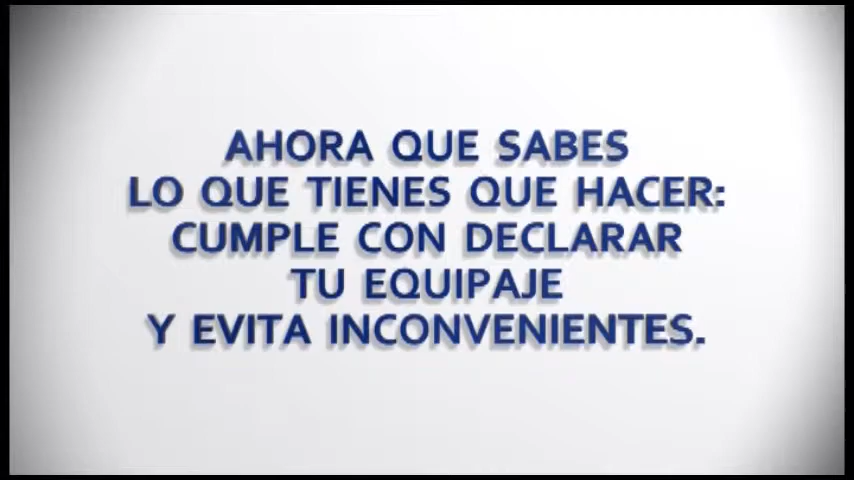 AHORA QUE SABES
LO QUE TIENES QUE HACER:
CUMPLE CON DECLARAR
TU EQUIPAJE
Y EVITA INCONVENIENTES.